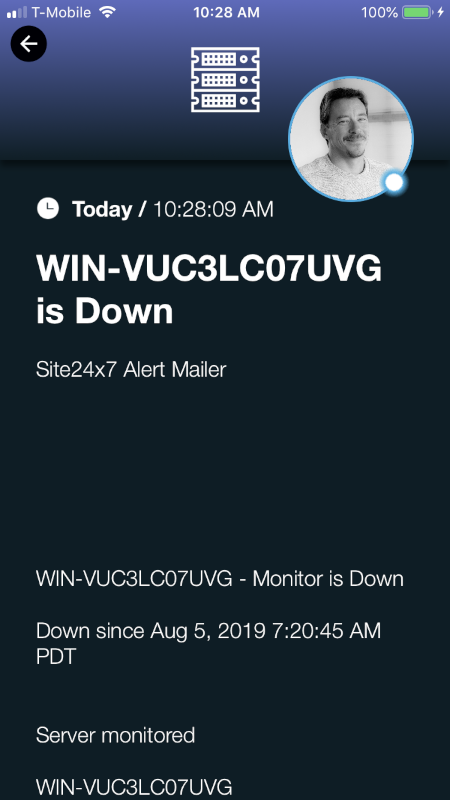 T-Mobile 10:28 AM 100%
Today / 10:28:09 AM
WIN-VUC3LC07UVG
is Down
Site24x7 Alert Mailer
WIN-VUC3LC07UVG - Monitor is Down
Down since Aug 5, 2019 7:20:45 AM
PDT
Server monitored
WIN-VUC3LC07UVG